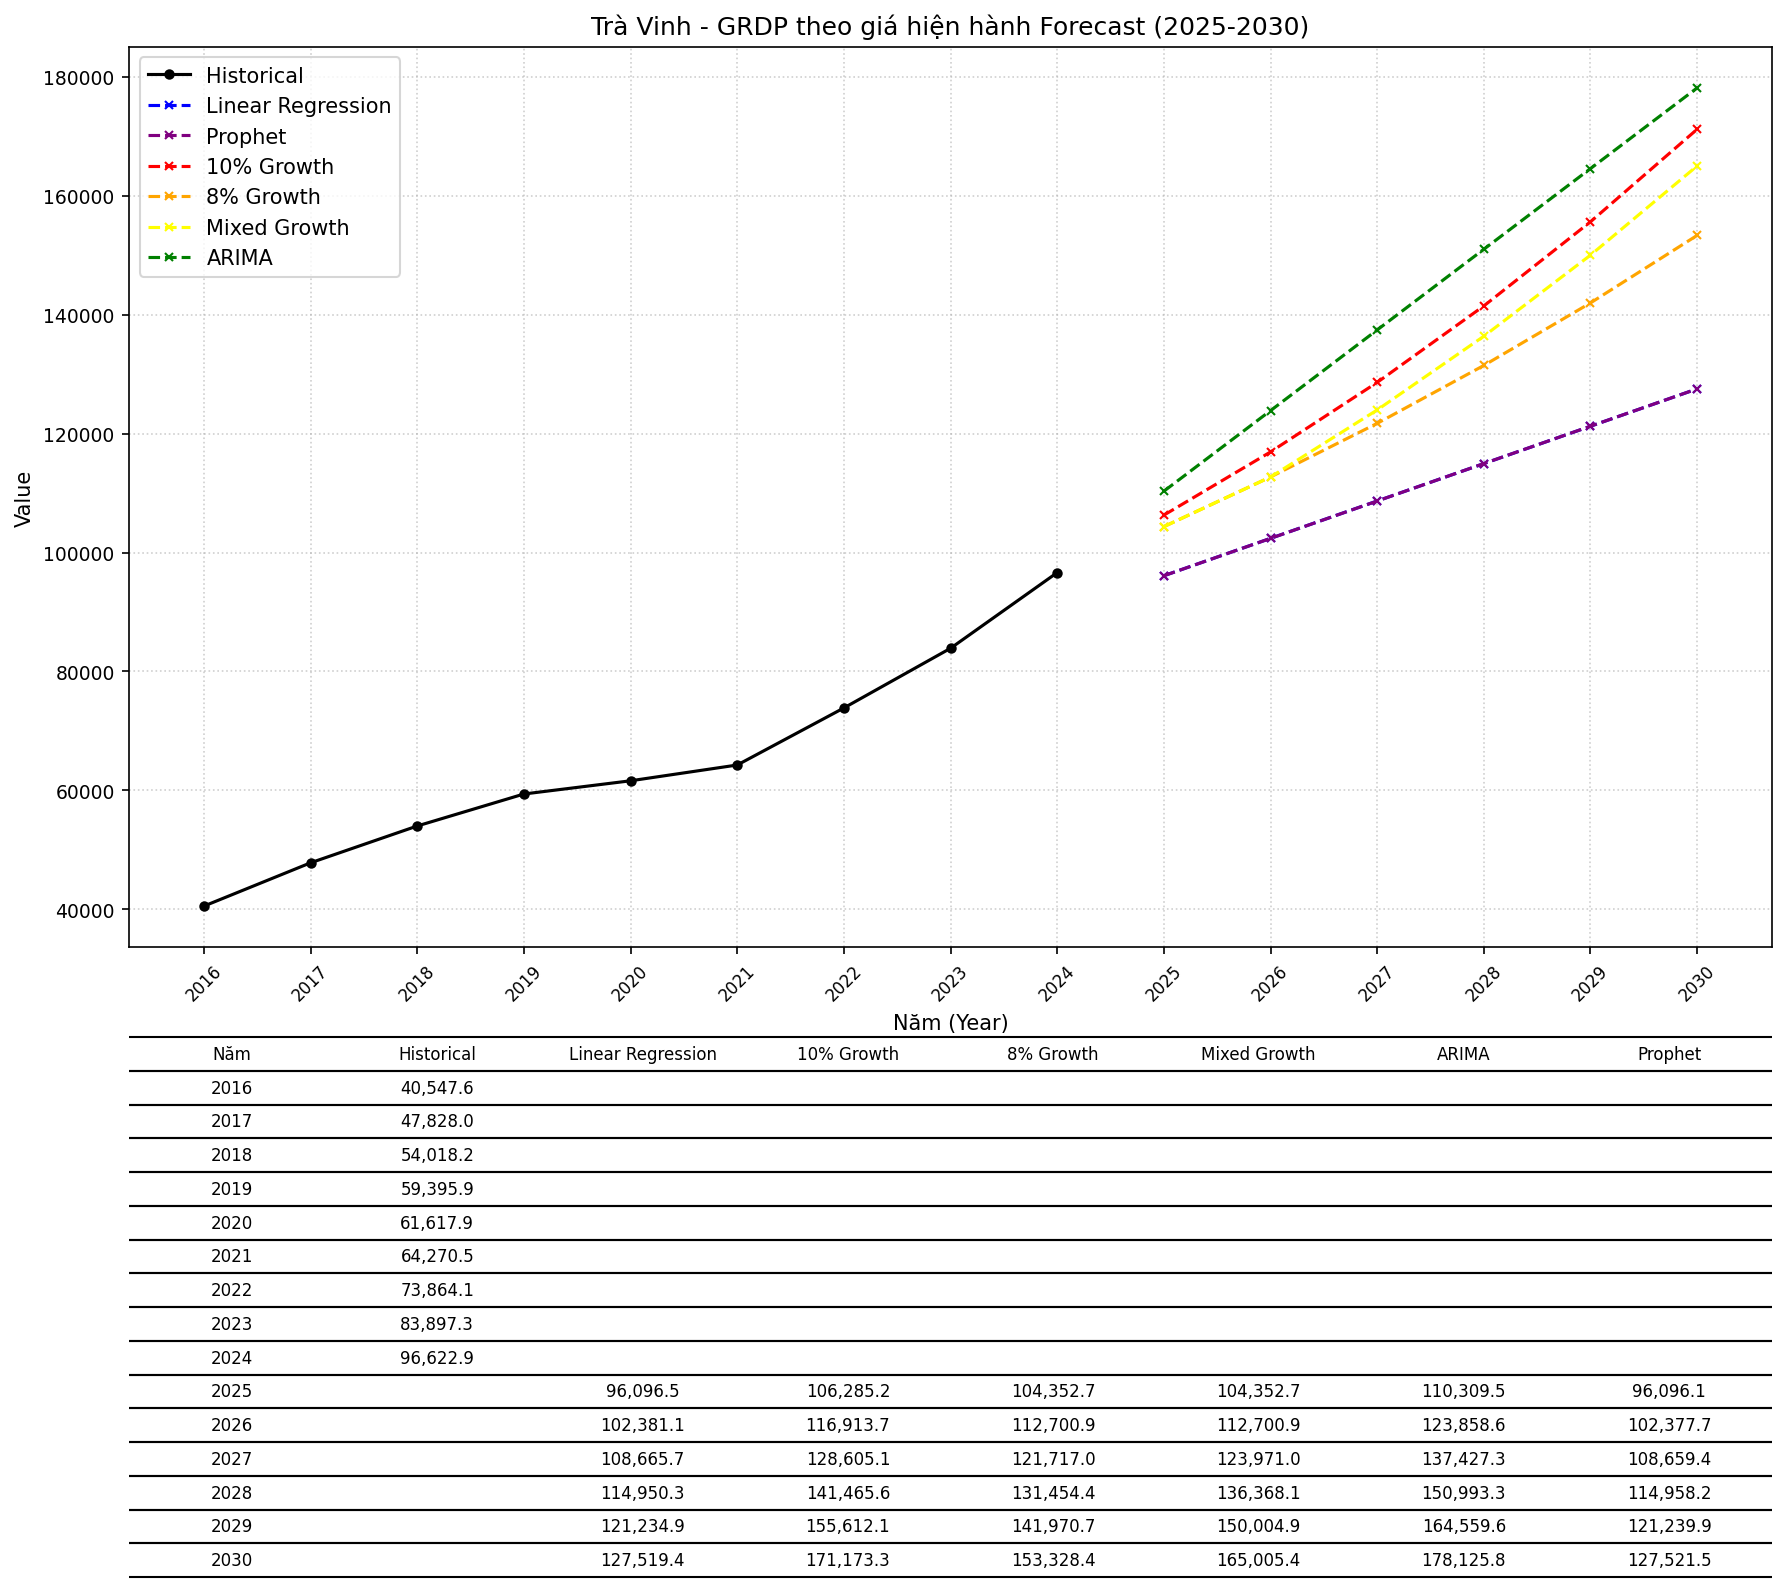 Trà Vinh - GRDP theo giá hiện hành Forecast (2025-2030)
Historical
Linear Regression
Prophet
10% Growth
8% Growth
Mixed Growth
ARIMA
180000
160000
140000
120000
100000
80000
60000
40000
Value
2016 2017 2018 2019 2020 2021 2022 2023 2024 2025 2026 2027 2028 2029 2030
Năm (Year)
Năm Historical Linear Regression 10% Growth 8% Growth Mixed Growth ARIMA Prophet
2016 40,547.6
2017 47,828.0
2018 54,018.2
2019 59,395.9
2020 61,617.9
2021 64,270.5
2022 73,864.1
2023 83,897.3
2024 96,622.9
2025 96,096.5 106,285.2 104,352.7 104,352.7 110,309.5 96,096.1
2026 102,381.1 116,913.7 112,700.9 112,700.9 123,858.6 102,377.7
2027 108,665.7 128,605.1 121,717.0 123,971.0 137,427.3 108,659.4
2028 114,950.3 141,465.6 131,454.4 136,368.1 150,993.3 114,958.2
2029 121,234.9 155,612.1 141,970.7 150,004.9 164,559.6 121,239.9
2030 127,519.4 171,173.3 153,328.4 165,005.4 178,125.8 127,521.5